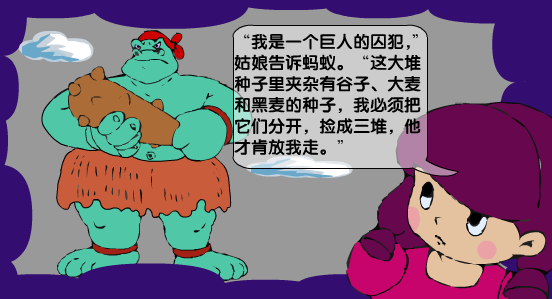 “我是一个巨人的囚犯,”
姑娘告诉蚂蚁。“这大堆
种子里夹杂有谷子、大麦
和黑麦的种子，我必须把
它们分开，捡成三堆，他
才肯放我走。”